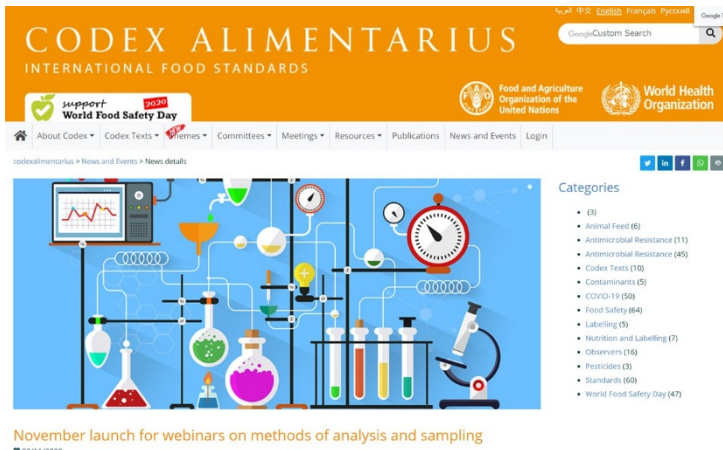 العربية 中文 English Français Русский
Google
CODEX ALIMENTARIUS
INTERNATIONAL FOOD STANDARDS
GoogleCustom Search
support 2020
World Food Safety Day
Food and Agriculture
Organization of the
United Nations
World Health
Organization
About Codex Codex Texts NEW Themes Committees Meetings Resources Publications News and Events Login
codexalimentarius > News and Events > News details
Categories
(3)
Animal Feed (6)
Antimicrobial Resistance (11)
Antimicrobial Resistance (45)
Codex Texts (10)
Contaminants (5)
COVID-19 (50)
Food Safety (64)
Labelling (5)
Nutrition and Labelling (7)
Observers (16)
Pesticides (3)
Standards (60)
World Food Safety Day (47)
November launch for webinars on methods of analysis and sampling